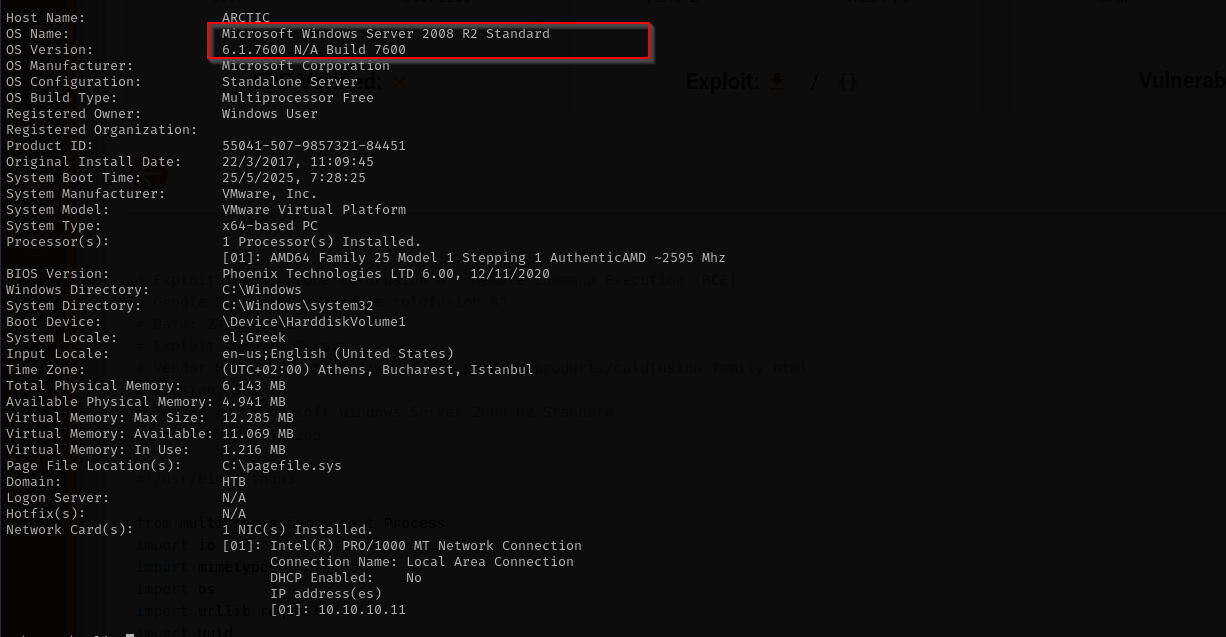 Host Name: ARCTIC
OS Name: Microsoft Windows Server 2008 R2 Standard
OS Version: 6.1.7600 N/A Build 7600
OS Manufacturer: Microsoft Corporation
OS Configuration: Standalone Server
OS Build Type: Multiprocessor Free
Registered Owner: Windows User
Registered Organization:
Product ID: 55041-507-9857321-84451
Original Install Date: 22/3/2017, 11:09:45
System Boot Time: 25/5/2025, 7:28:25
System Manufacturer: VMware, Inc.
System Model: VMware Virtual Platform
System Type: x64-based PC
Processor(s): 1 Processor(s) Installed.
[01]: AMD64 Family 25 Model 1 Stepping 1 AuthenticAMD ~2595 Mhz
BIOS Version: Phoenix Technologies LTD 6.00, 12/11/2020
Windows Directory: C:\Windows
System Directory: C:\Windows\system32
Boot Device: \Device\HarddiskVolume1
System Locale: el;Greek
Input Locale: en-us;English (United States)
Time Zone: (UTC+02:00) Athens, Bucharest, Istanbul
Total Physical Memory: 6.143 MB
Available Physical Memory: 4.941 MB
Virtual Memory: Max Size: 12.285 MB
Virtual Memory: Available: 11.069 MB
Virtual Memory: In Use: 1.216 MB
Page File Location(s): C:\pagefile.sys
Domain: HTB
Logon Server: N/A
Hotfix(s): N/A
Network Card(s): 1 NIC(s) Installed.
[01]: Intel(R) PRO/1000 MT Network Connection
Connection Name: Local Area Connection
DHCP Enabled: No
IP address(es)
[01]: 10.10.10.11
Exploit: / {}
import os